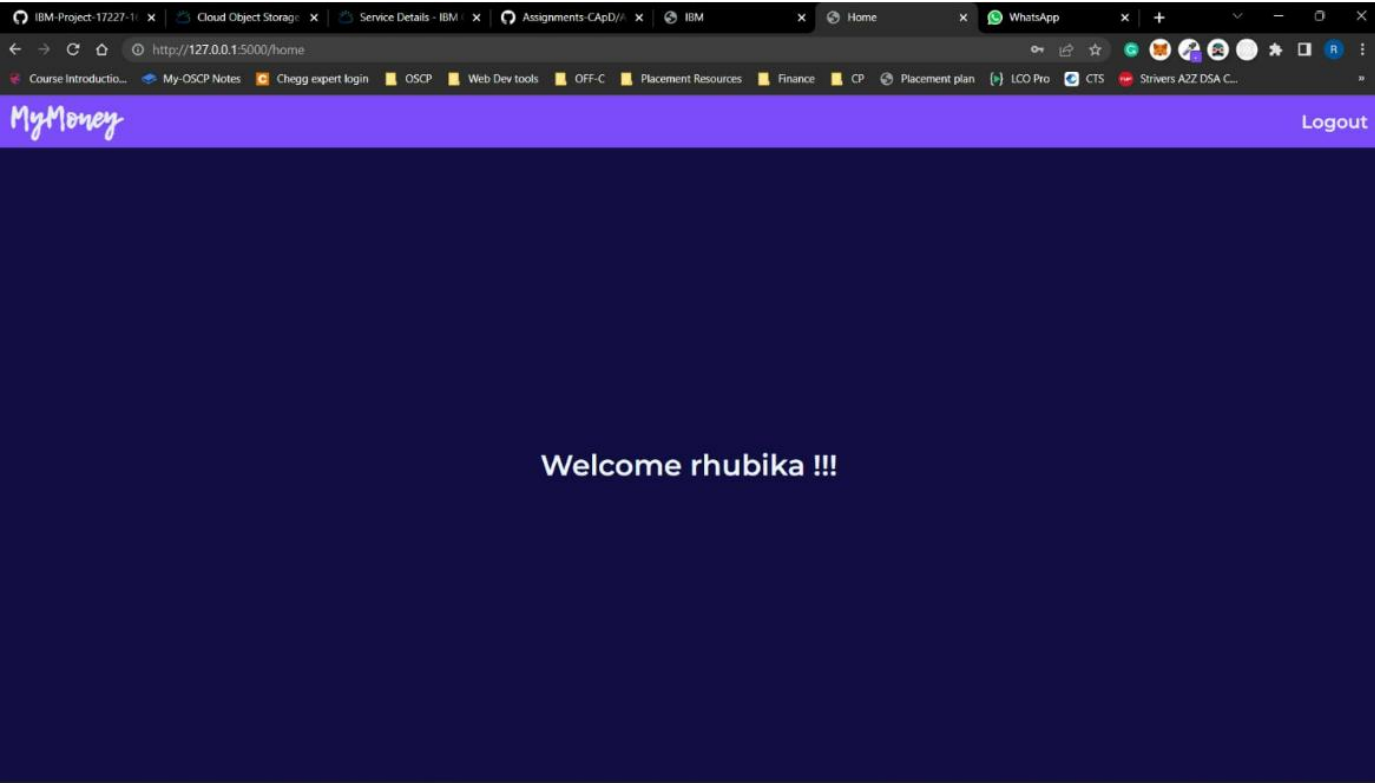 IBM-Project-17227-1 Cloud Object Storage Service Details - IBM Assignments-CApD/A IBM Home WhatsApp
http://127.0.0.1:5000/home
Course Introductio... My-OSCP Notes Chegg expert login OSCP Web Dev tools OFF-C Placement Resources Finance CP Placement plan LCO Pro CTS Strivers A2Z DSA C... »
MyMoney Logout
Welcome rhubika !!!